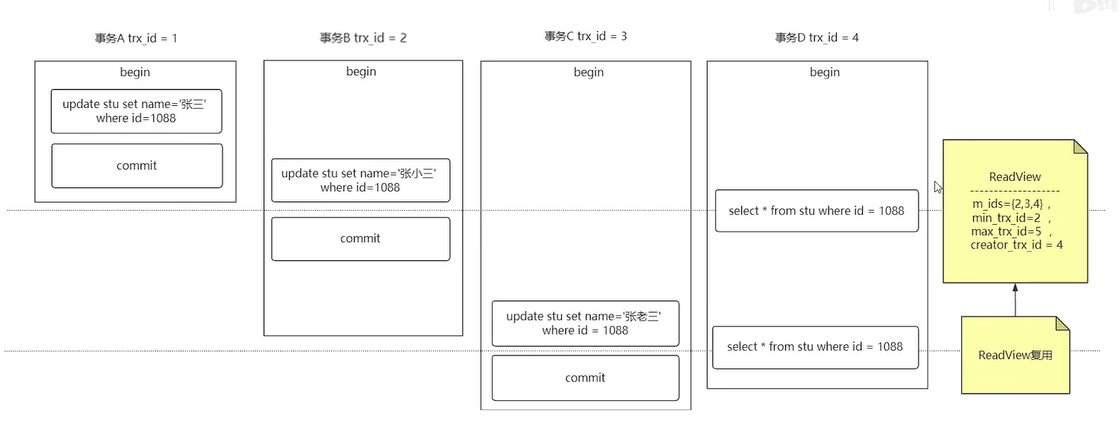 事务A trx_id = 1
begin
update stu set name='张三'
where id=1088
commit
事务B trx_id = 2
begin
update stu set name='张小三'
where id=1088
commit
事务C trx_id = 3
begin
update stu set name='张老三'
where id = 1088
commit
事务D trx_id = 4
begin
select * from stu where id = 1088
select * from stu where id = 1088
ReadView
-------------------
m_ids={2,3,4} ,
min_trx_id=2 ,
max_trx_id=5 ,
creator_trx_id = 4
ReadView复用